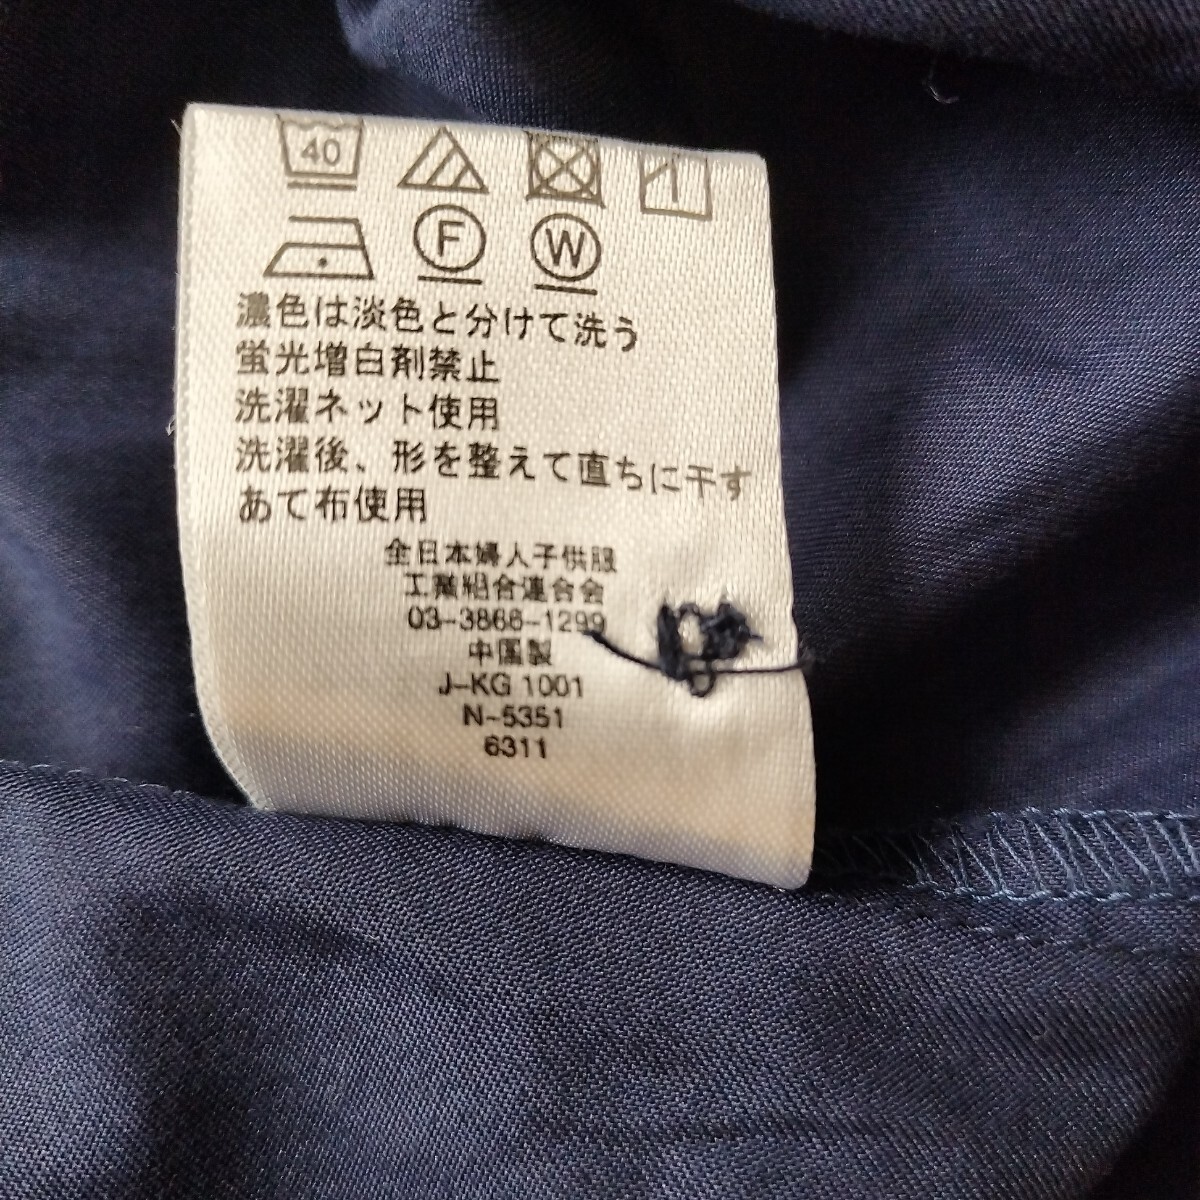 40
F W
濃色は淡色と分けて洗う
蛍光増白剤禁止
洗濯ネット使用
洗濯後、形を整えて直ちに干す
あて布使用
全日本婦人子供服
工業組合連合会
03-3868-1299
中国製
J-KG 1001
N-5351
6311